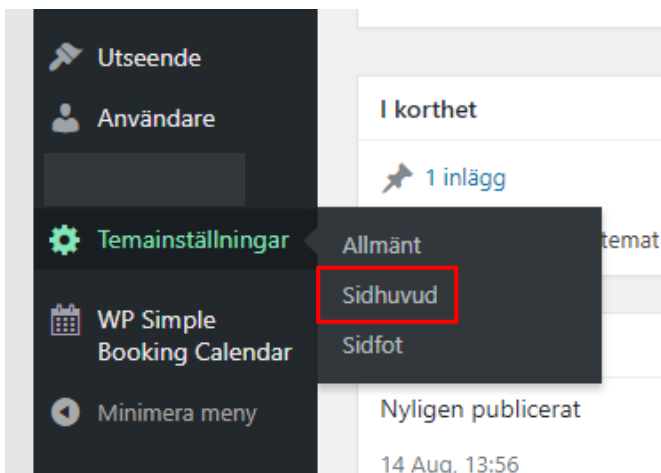 Utseende
Användare
Temainställningar
WP Simple
Booking Calendar
Minimera meny
Allmänt
Sidhuvud
Sidfot
I korthet
1 inlägg
temat
Nyligen publicerat
14 Aug, 13:56